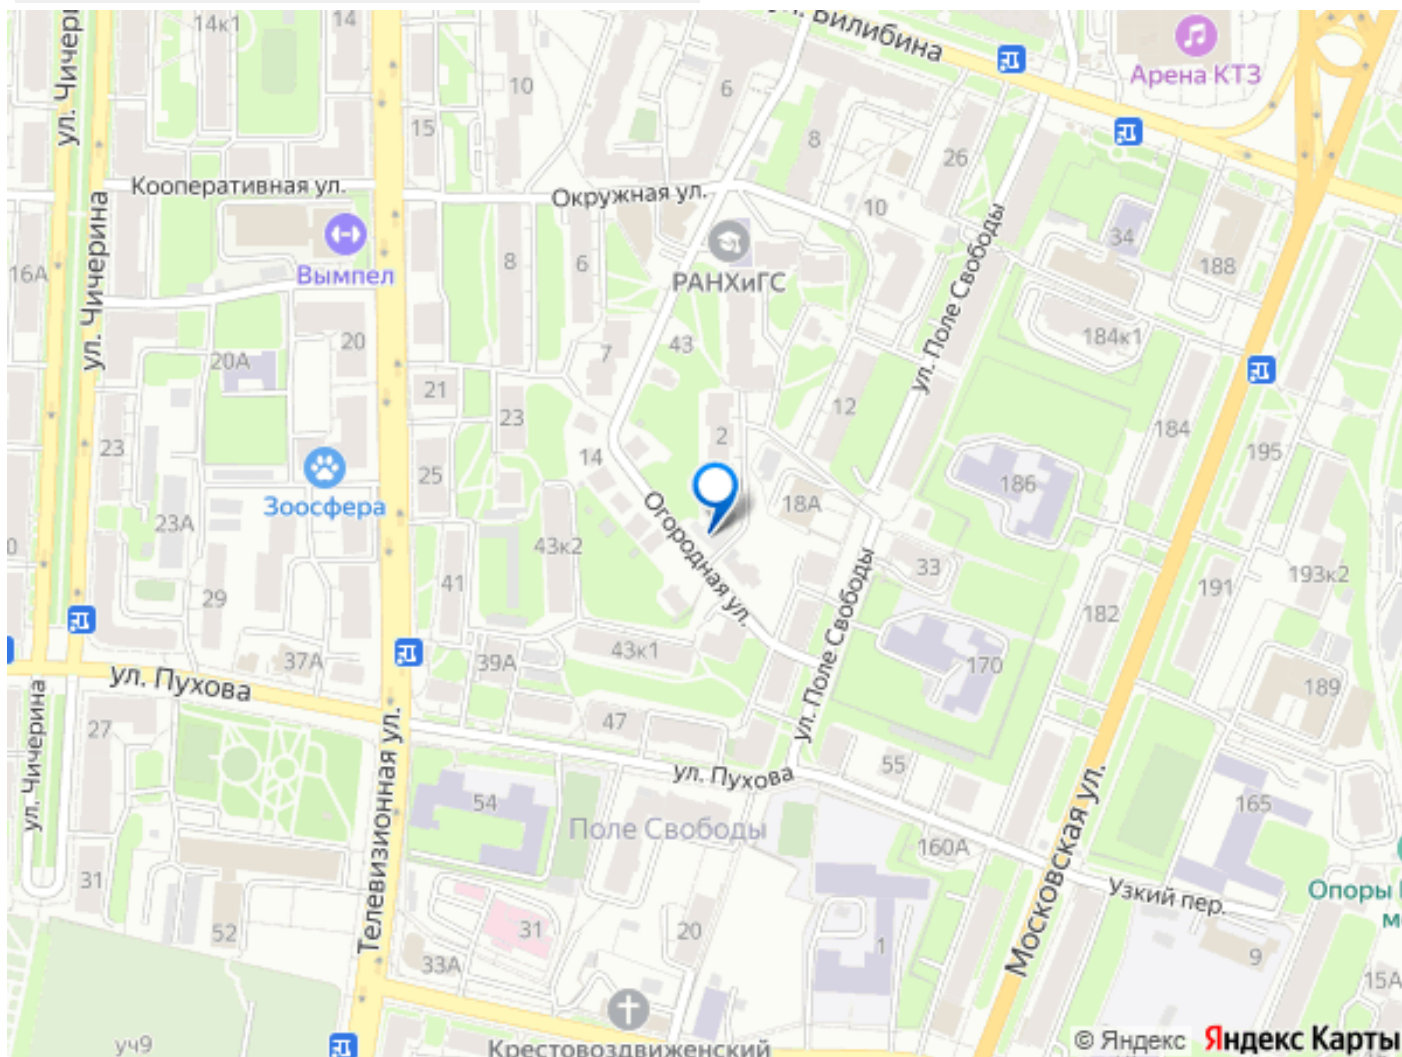 14к1
14
ул. Билибина
Арена КТЗ
ул. Чичерина
10
6
15
8
26
Кооперативная ул.
Окружная ул.
10
ул. Чичерина
34
Вымпел
8
6
РАНХиГС
188
16А
ул. Поле Свободы
20
43
184к1
20А
7
21
12
23
2
184
23
14
195
25
186
Зоосфера
18А
23А
Огородная ул.
43к2
33
193к2
41
191
29
182
ул. Поле Свободы
43к1
37А
39А
170
ул. Пухова
189
27
47
ул. Чичерина
Телевизионная ул.
ул. Пухова
55
54
165
Поле Свободы
Московская ул.
160А
31
Узкий пер.
Опоры
52
31
20
1
33А
9
15А
уч9
Крестовоздвиженский
© Яндекс Яндекс Карты